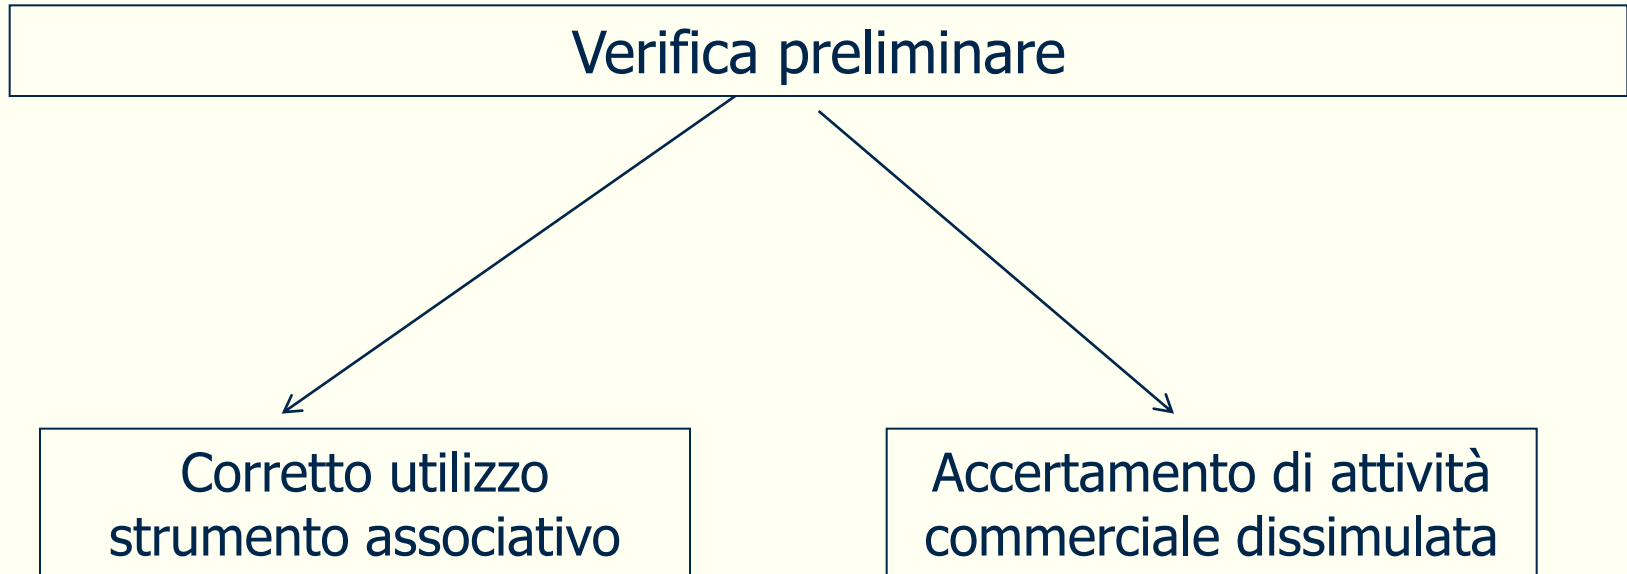 Verifica preliminare
Corretto utilizzo
strumento associativo
Accertamento di attività
commerciale dissimulata